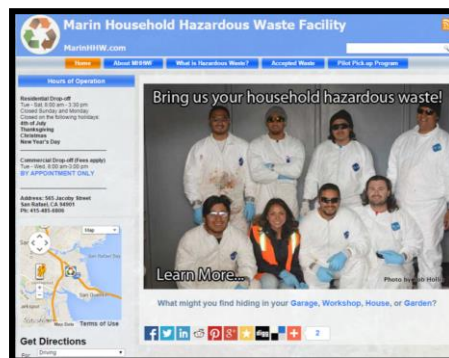 Marin Household Hazardous Waste Facility
MarinHHW.com
Home
About MHHWF
What is Hazardous Waste?
Accepted Waste
Pilot Pick-up Program
Hours of Operation
Residential Drop-off
Tue - Sat, 8:00 am - 3:30 pm
Closed Sunday and Monday
Closed on the following holidays:
4th of July
Thanksgiving
Christmas
New Year's Day
Commercial Drop-off (Fees apply)
Tue - Wed, 8:00 am-3:00 pm
BY APPOINTMENT ONLY
Address: 565 Jacoby Street
San Rafael, CA 94901
Ph: 415-485-6806
Map
Terms of Use
Get Directions
For:
Driving
Bring us your household hazardous waste!
Learn More...
What might you find hiding in your Garage, Workshop, House, or Garden?
digg
2